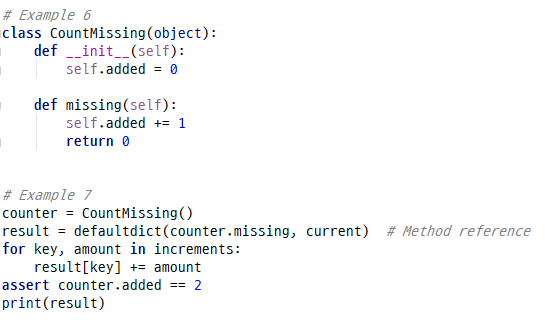 # Example 6
class CountMissing(object):
    def __init__(self):
        self.added = 0

    def missing(self):
        self.added += 1
        return 0

# Example 7
counter = CountMissing()
result = defaultdict(counter.missing, current)  # Method reference
for key, amount in increments:
    result[key] += amount
assert counter.added == 2
print(result)